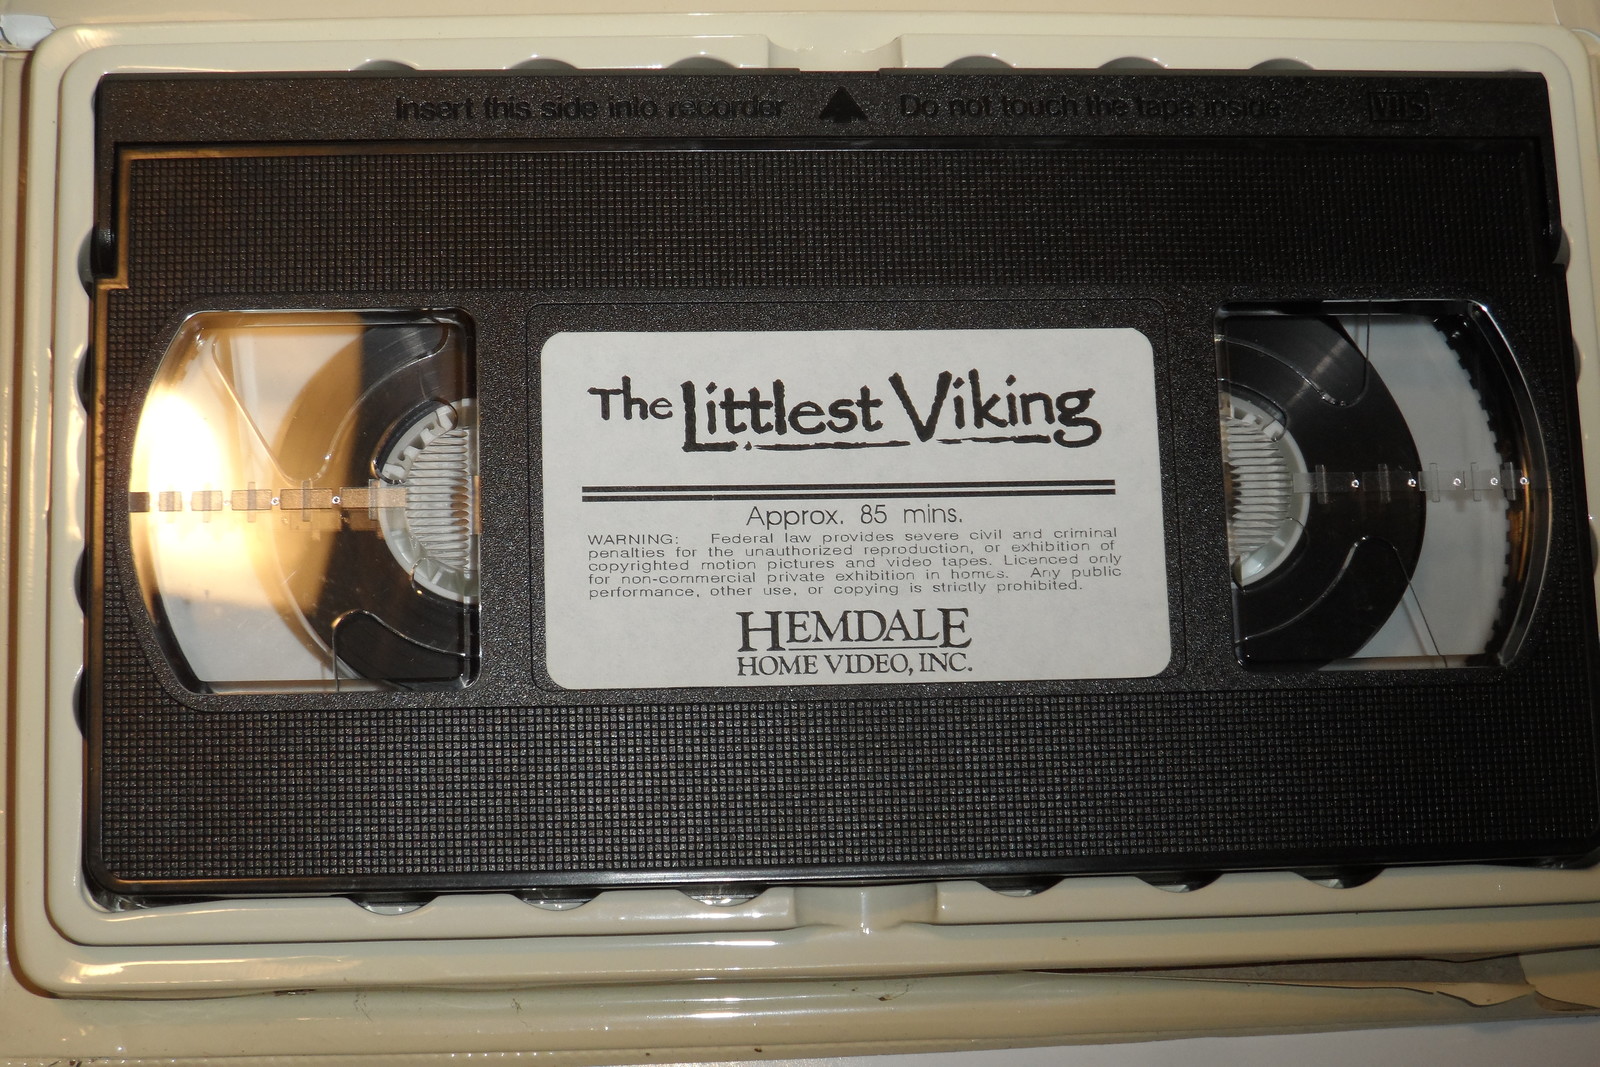 Insert this side into recorder ▲ Do not touch the tape inside VHS
The Littlest Viking
Approx. 85 mins.
WARNING: Federal law provides severe civil and criminal
penalties for the unauthorized reproduction, or exhibition of
copyrighted motion pictures and video tapes. Licenced only
for non-commercial private exhibition in homes. Any public
performance, other use, or copying is strictly prohibited.
HEMDALE
HOME VIDEO, INC.